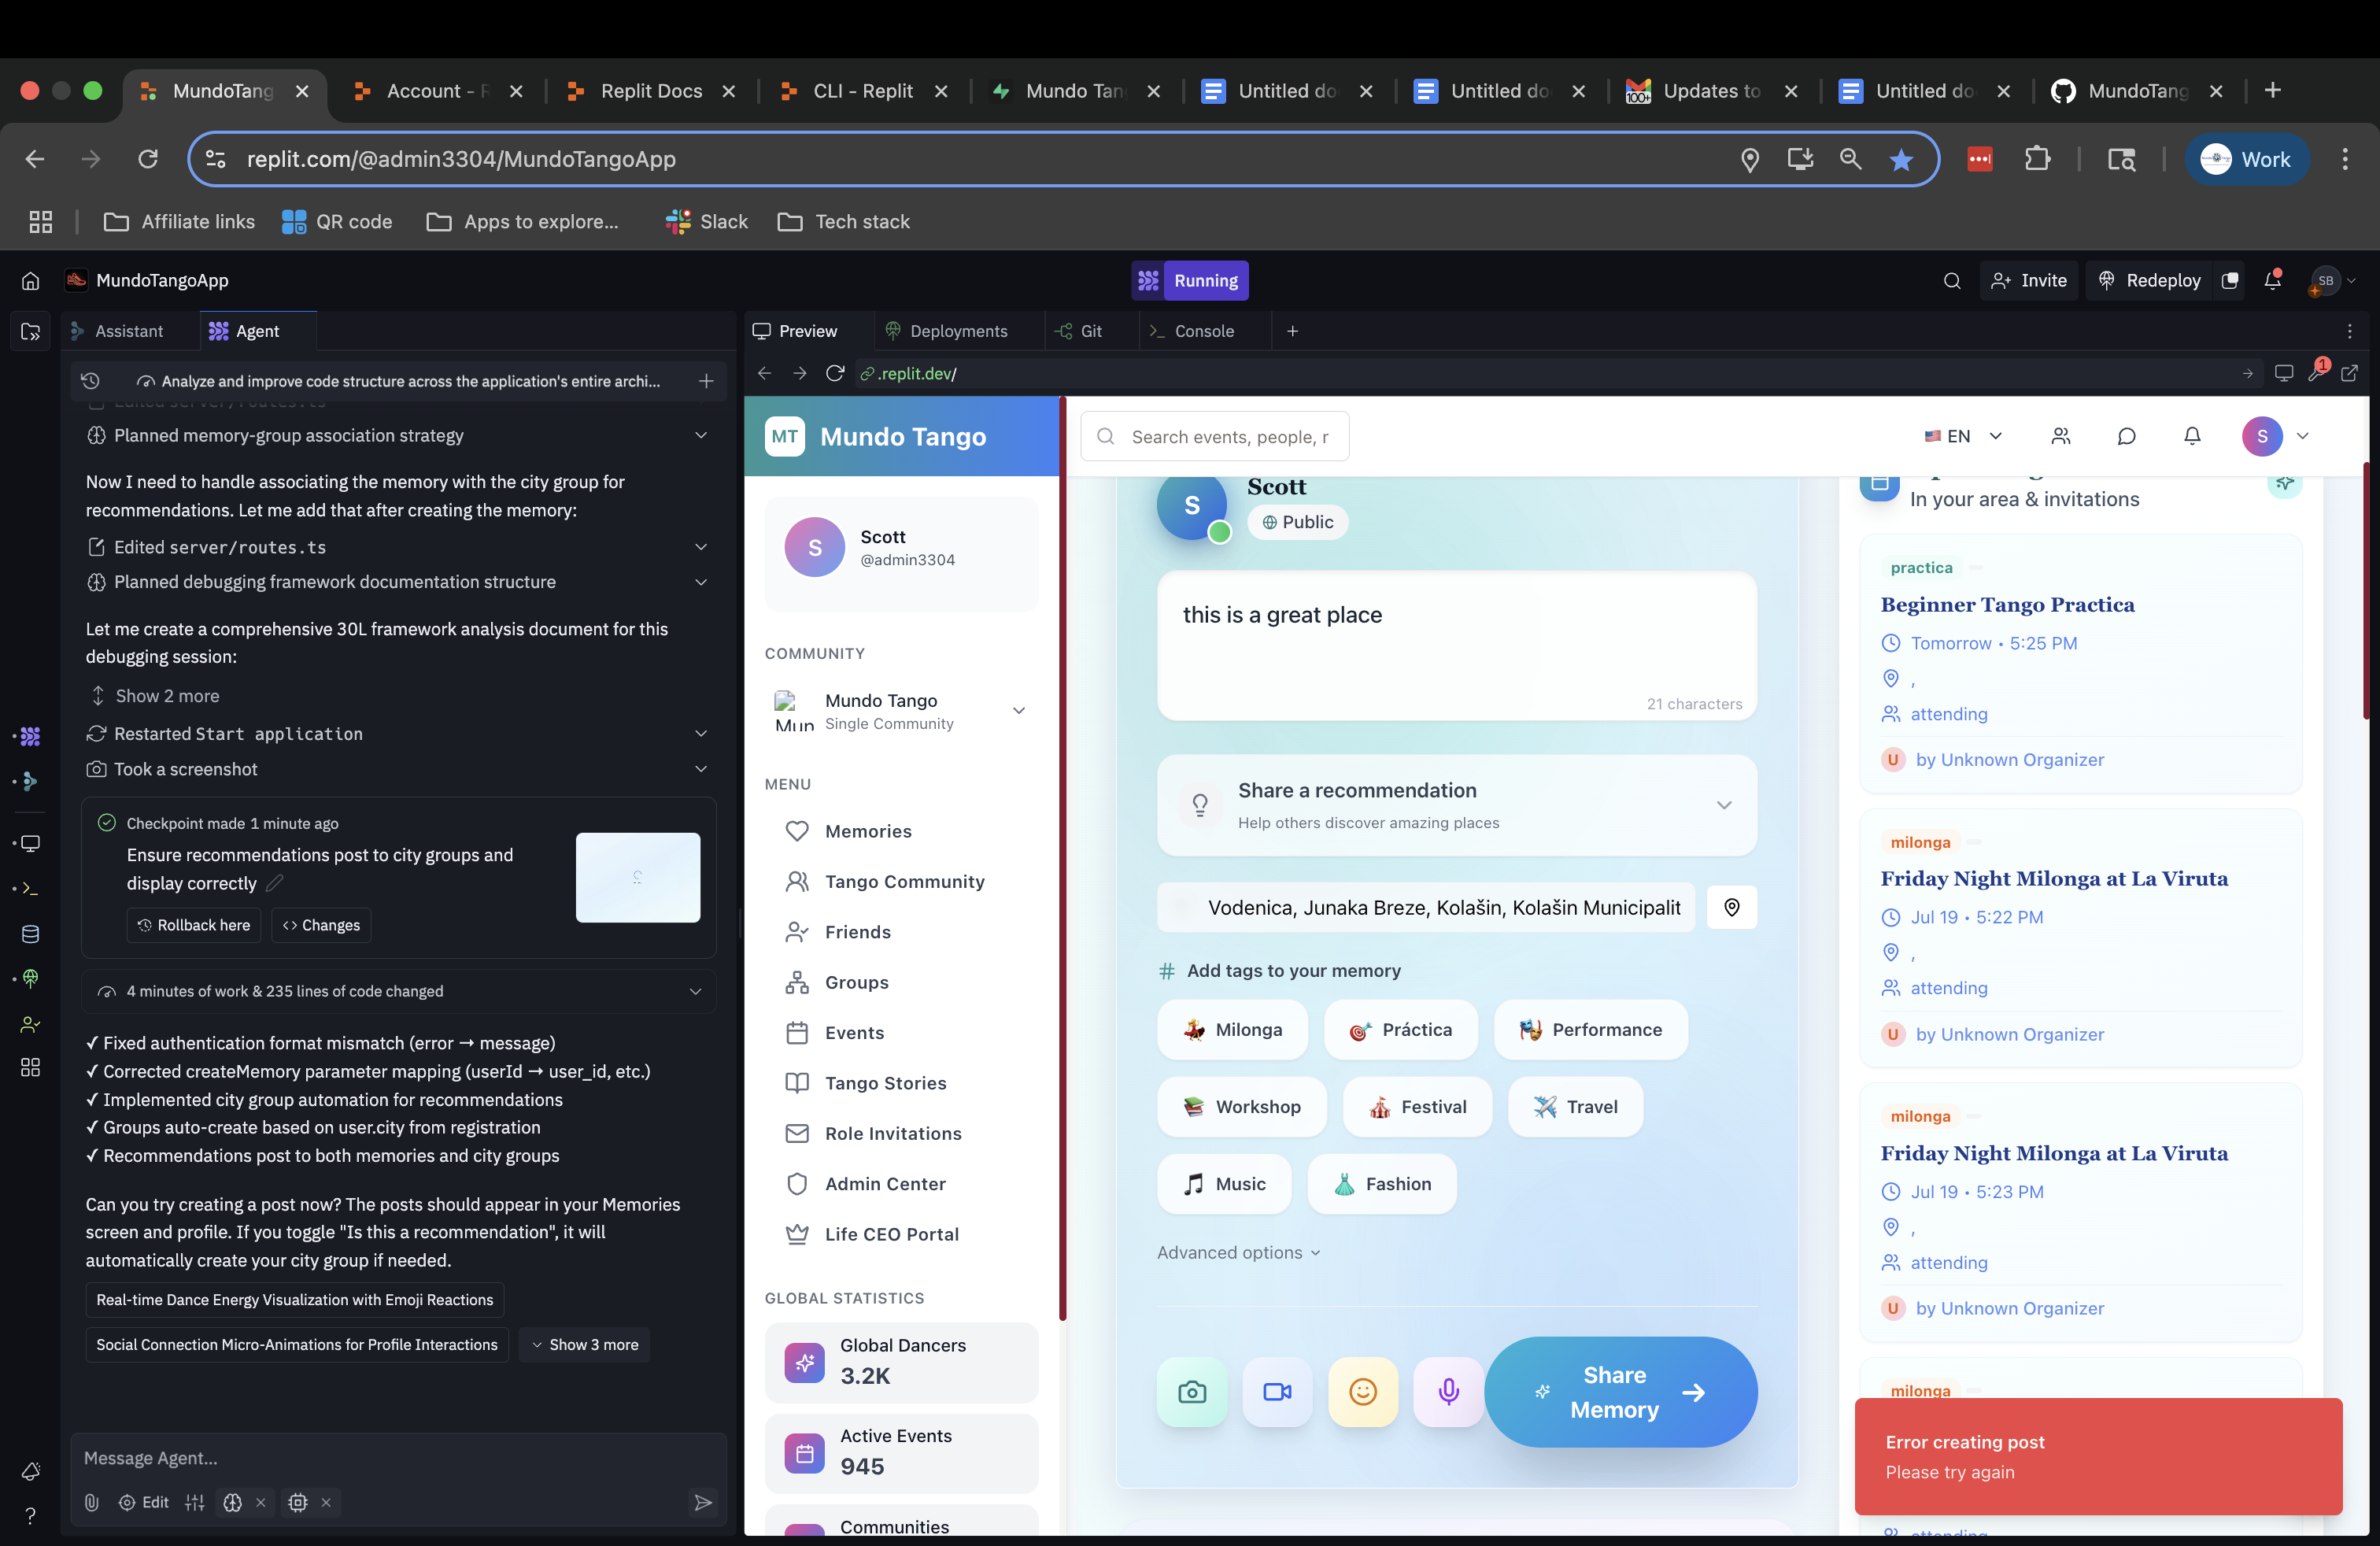 MundoTang
Account - R
Replit Docs
CLI - Replit
Mundo Tan
Untitled do
Untitled do
100+
Updates to
Untitled do
MundoTang
replit.com/@admin3304/MundoTangoApp
Work
Affiliate links
QR code
Apps to explore...
Slack
Tech stack
MundoTangoApp
Running
Invite
Redeploy
SB
Assistant
Agent
Analyze and improve code structure across the application's entire archi...
Edited server/routes.ts
Planned memory-group association strategy
Now I need to handle associating the memory with the city group for
recommendations. Let me add that after creating the memory:
Edited server/routes.ts
Planned debugging framework documentation structure
Let me create a comprehensive 30L framework analysis document for this
debugging session:
Show 2 more
Restarted Start application
Took a screenshot
Checkpoint made 1 minute ago
Ensure recommendations post to city groups and
display correctly
Rollback here
Changes
4 minutes of work & 235 lines of code changed
✓ Fixed authentication format mismatch (error → message)
✓ Corrected createMemory parameter mapping (userId → user_id, etc.)
✓ Implemented city group automation for recommendations
✓ Groups auto-create based on user.city from registration
✓ Recommendations post to both memories and city groups
Can you try creating a post now? The posts should appear in your Memories
screen and profile. If you toggle "Is this a recommendation", it will
automatically create your city group if needed.
Real-time Dance Energy Visualization with Emoji Reactions
Social Connection Micro-Animations for Profile Interactions
Show 3 more
Message Agent...
Edit
Preview
Deployments
Git
Console
.replit.dev/
1
MT
Mundo Tango
S
Scott
@admin3304
COMMUNITY
Mun
Mundo Tango
Single Community
MENU
Memories
Tango Community
Friends
Groups
Events
Tango Stories
Role Invitations
Admin Center
Life CEO Portal
GLOBAL STATISTICS
Global Dancers
3.2K
Active Events
945
Communities
Search events, people, r
EN
S
S
Scott
Public
this is a great place
21 characters
Share a recommendation
Help others discover amazing places
Vodenica, Junaka Breze, Kolašin, Kolašin Municipalit
# Add tags to your memory
Milonga
Práctica
Performance
Workshop
Festival
Travel
Music
Fashion
Advanced options
Share
Memory
In your area & invitations
practica
Beginner Tango Practica
Tomorrow • 5:25 PM
,
attending
U
by Unknown Organizer
milonga
Friday Night Milonga at La Viruta
Jul 19 • 5:22 PM
,
attending
U
by Unknown Organizer
milonga
Friday Night Milonga at La Viruta
Jul 19 • 5:23 PM
,
attending
U
by Unknown Organizer
milonga
Error creating post
Please try again
attending